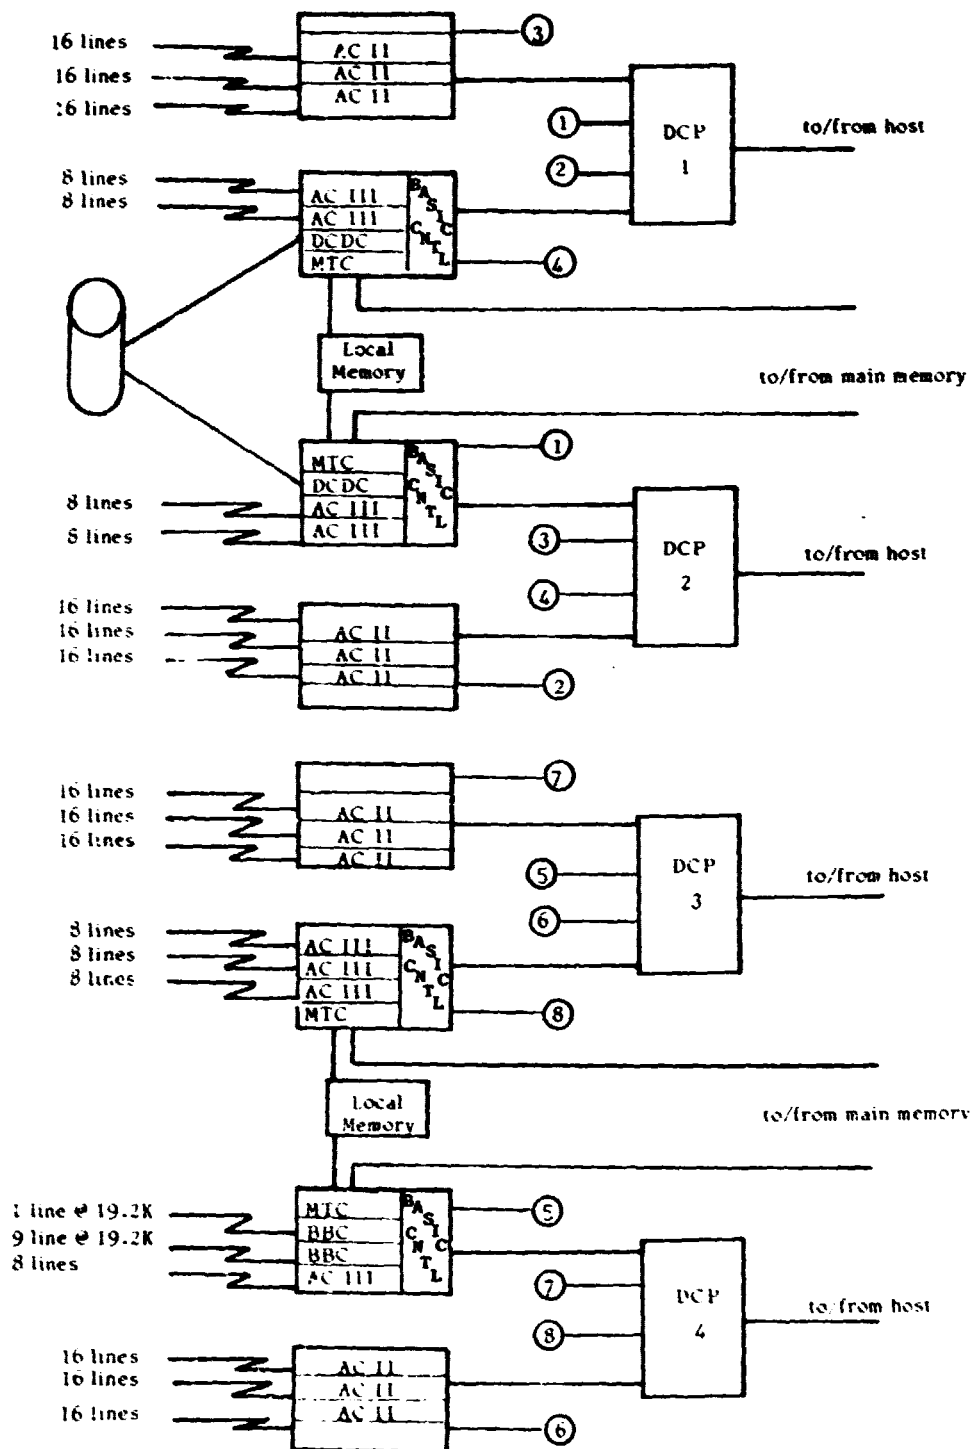 16 lines
16 lines
16 lines
AC II
AC II
AC II
3
DCP
1
1
2
to/from host
8 lines
8 lines
AC III
AC III
DCDC
MTC
BASIC
CNTL
4
Local
Memory
to/from main memory
MTC
DCDC
AC III
AC III
BASIC
CNTL
1
8 lines
8 lines
3
4
DCP
2
to/from host
16 lines
16 lines
16 lines
AC II
AC II
AC II
2
7
16 lines
16 lines
16 lines
AC II
AC II
AC II
5
6
DCP
3
to/from host
8 lines
8 lines
8 lines
AC III
AC III
AC III
MTC
BASIC
CNTL
8
Local
Memory
to/from main memory
1 line @ 19.2K
9 line @ 19.2K
8 lines
MTC
BBC
BBC
AC III
BASIC
CNTL
5
7
8
DCP
4
to/from host
16 lines
16 lines
16 lines
AC II
AC II
AC II
6